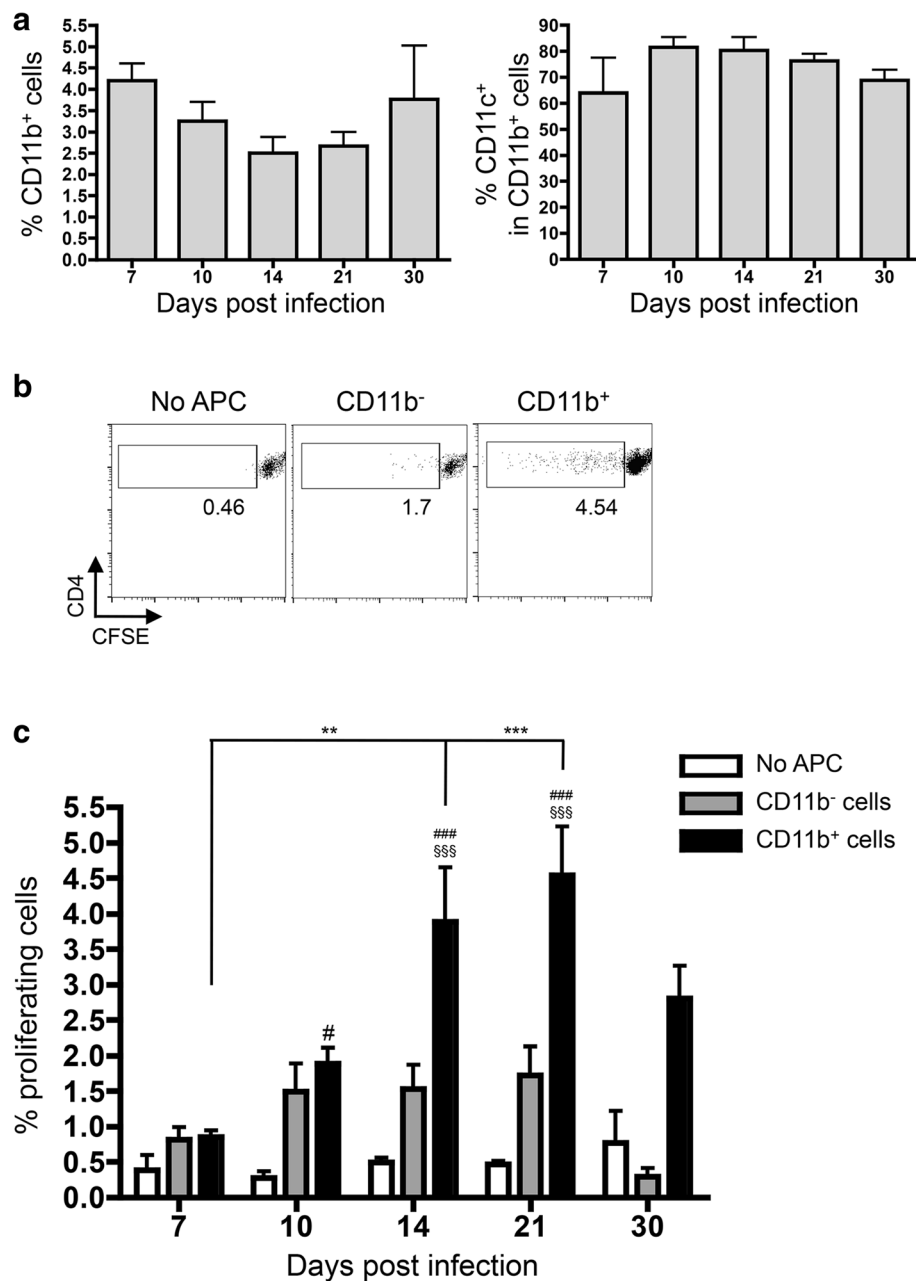 a
5.5
5.0
4.5
4.0
3.5
3.0
2.5
2.0
1.5
1.0
0.5
0.0
% CD11b+ cells
7 10 14 21 30
Days post infection
90
80
70
60
50
40
30
20
10
0
% CD11c+
in CD11b+ cells
7 10 14 21 30
Days post infection
b
No APC CD11b- CD11b+
0.46 1.7 4.54
CD4
CFSE
c
** ***
No APC
CD11b- cells
CD11b+ cells
5.5
5.0
4.5
4.0
3.5
3.0
2.5
2.0
1.5
1.0
0.5
0.0
% proliferating cells
#
###
§§§
###
§§§
7 10 14 21 30
Days post infection